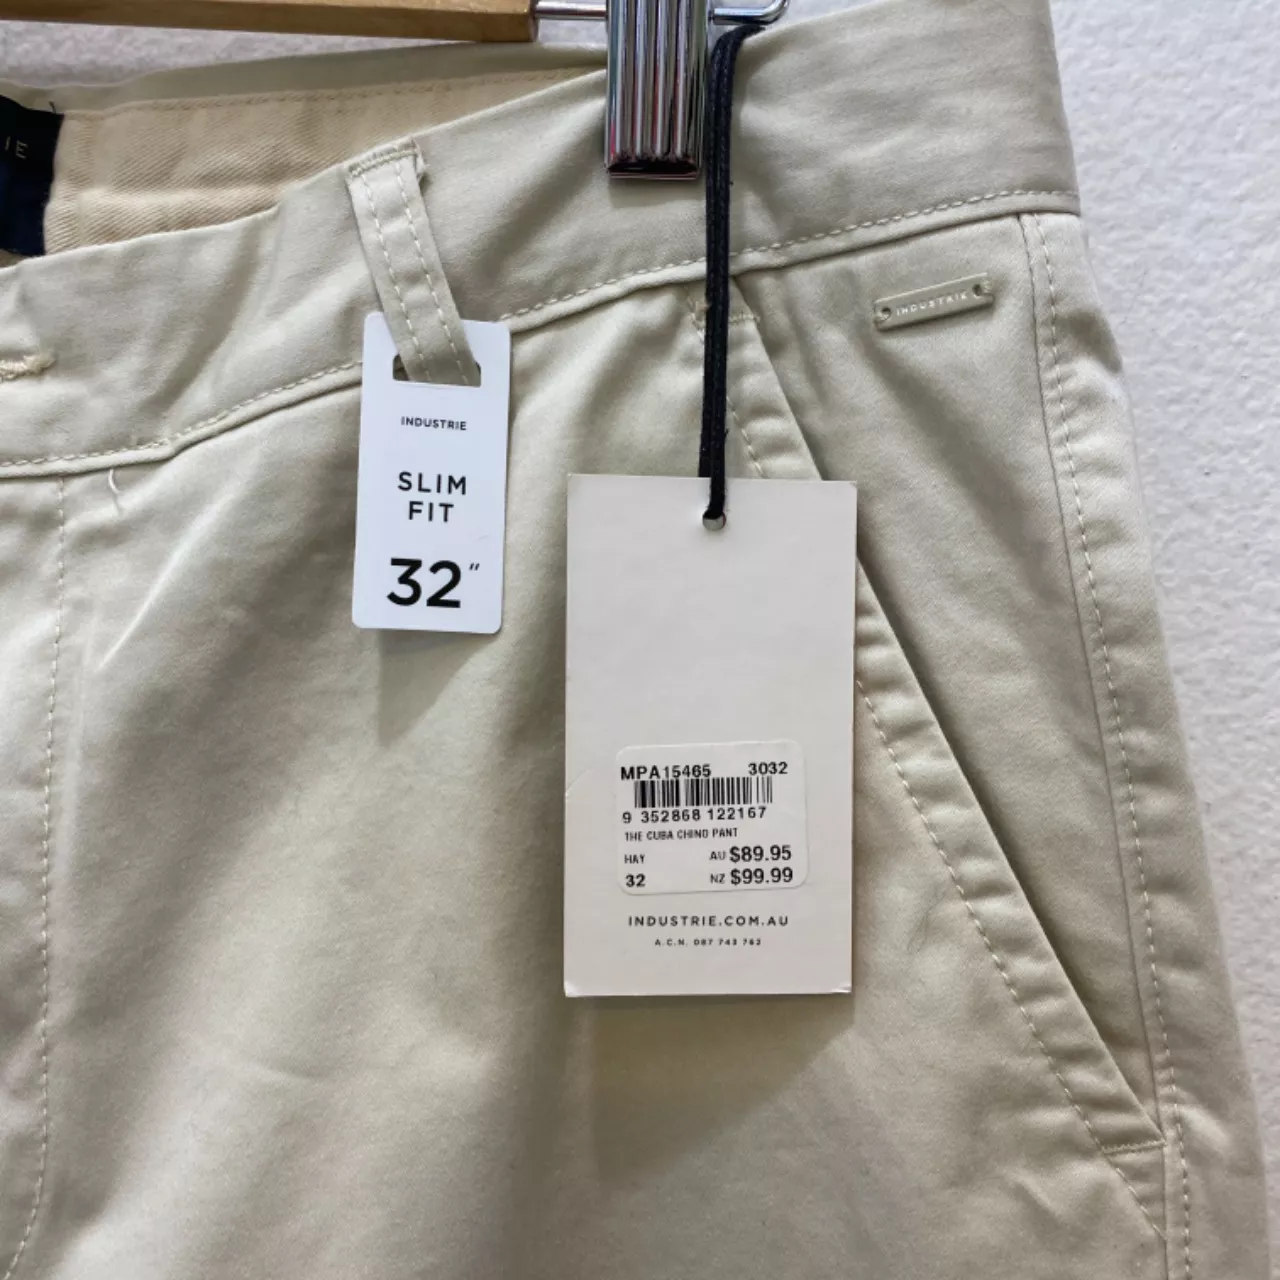 IE
INDUSTRIE
INDUSTRIE
SLIM
FIT
32"
MPA15465 3032
9 352868 122167
THE CUBA CHINO PANT
HAY AU $89.95
32 NZ $99.99
INDUSTRIE.COM.AU
A.C.N. 087 743 762